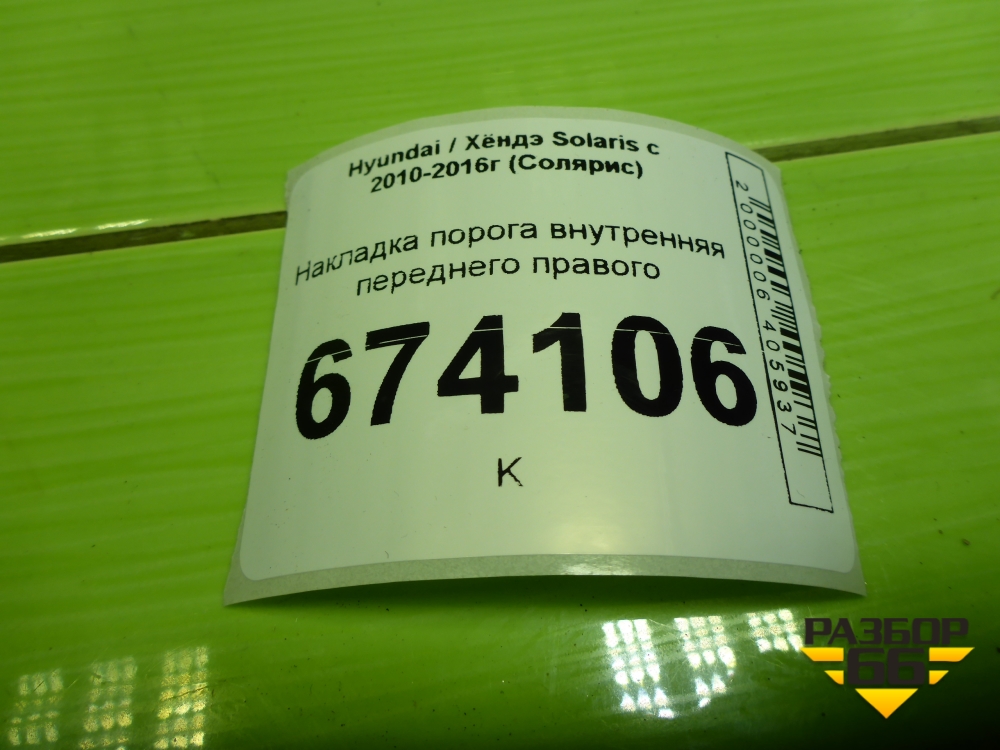 Hyundai / Хёндэ Solaris с
2010-2016г (Солярис)
Накладка порога внутренняя
переднего правого
674106
К
2000006405937
РАЗБОР
66